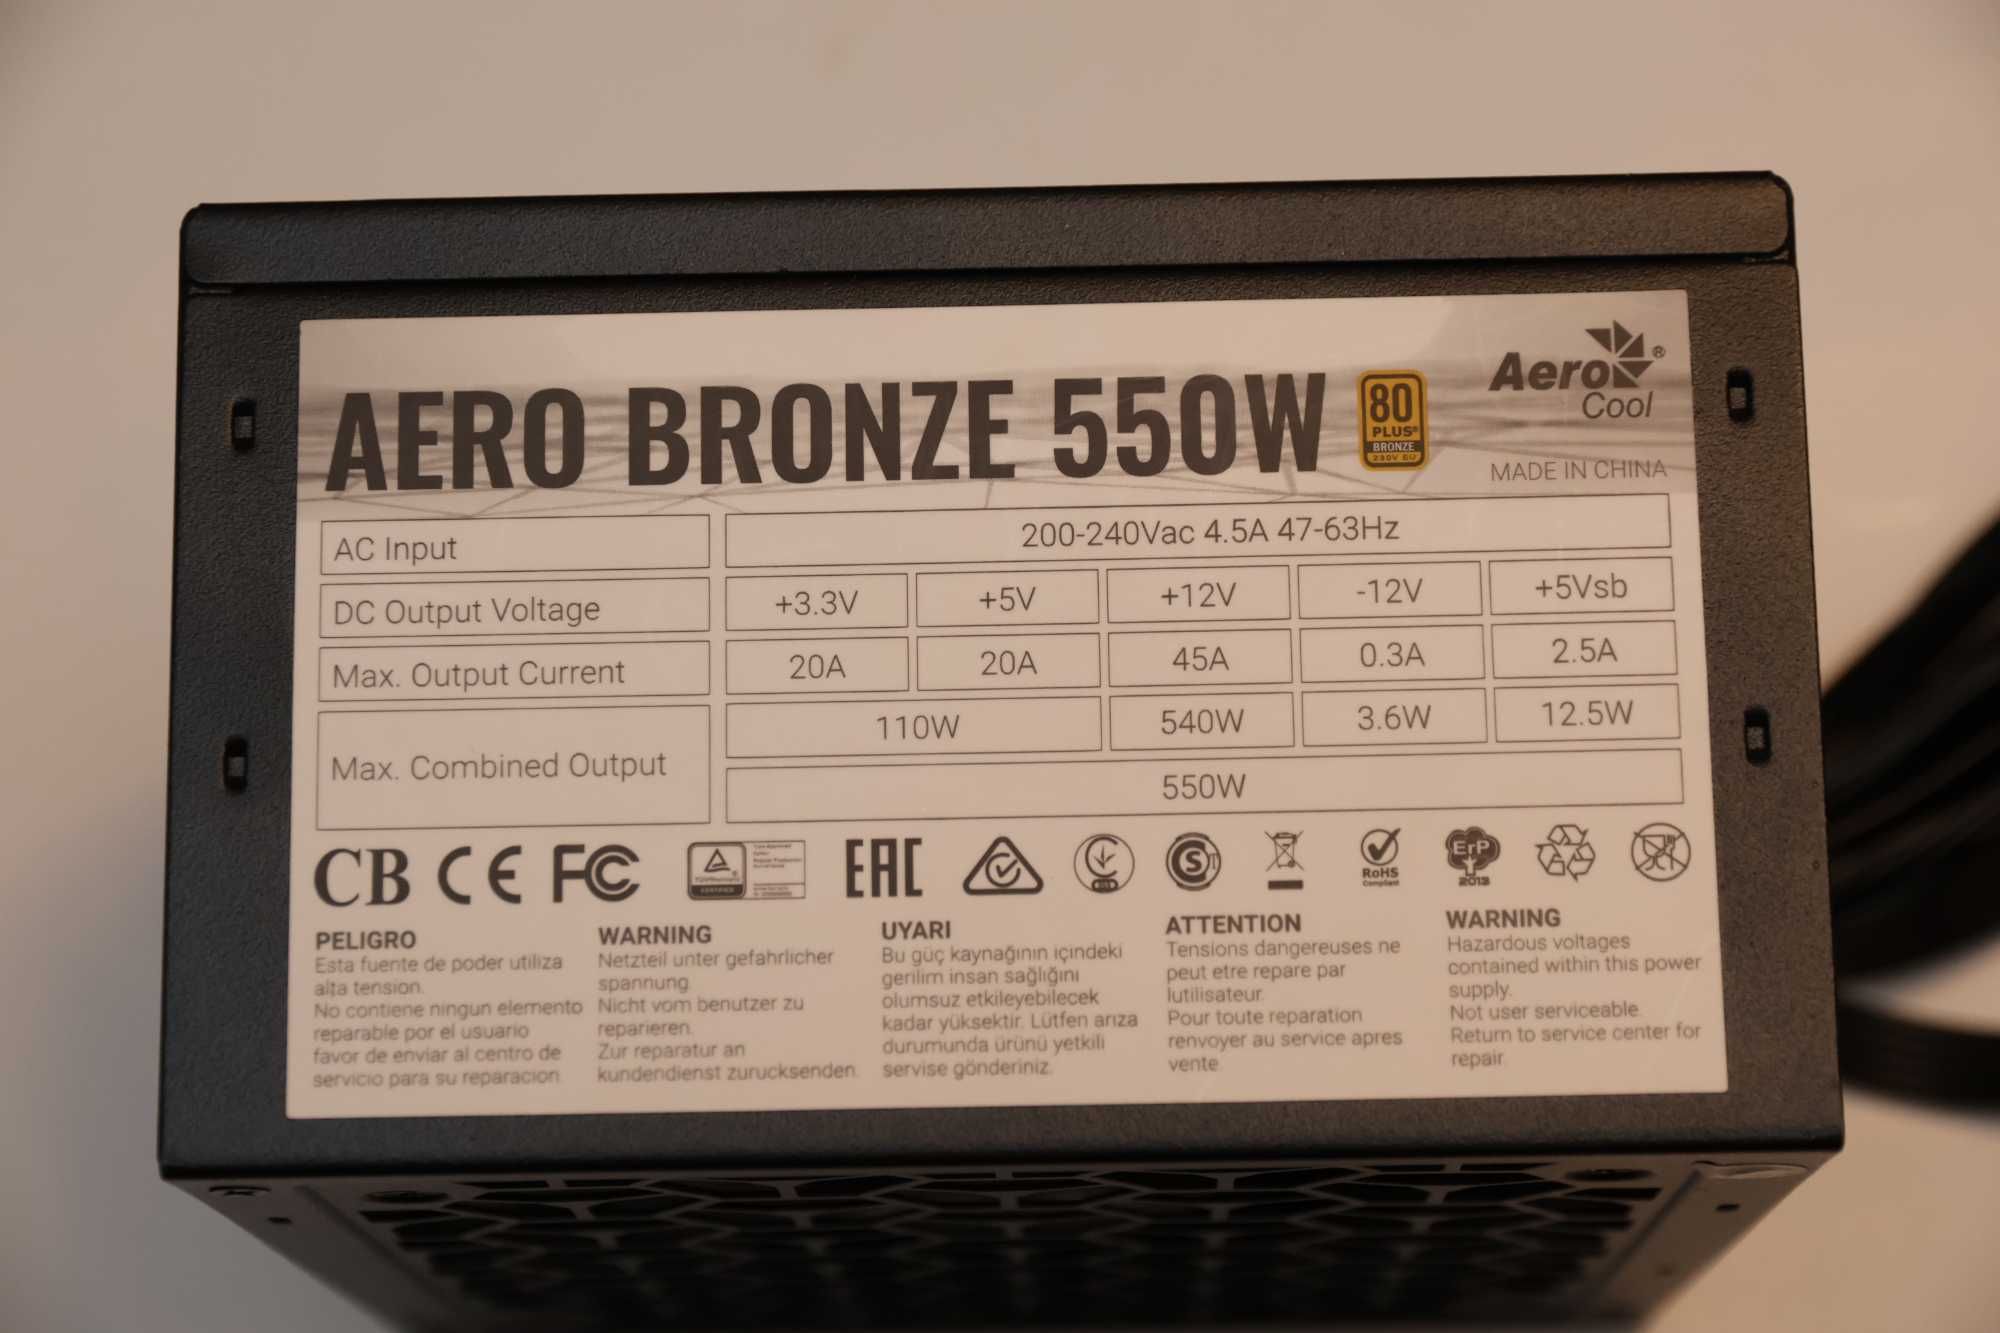 AERO BRONZE 550W
80
PLUS®
BRONZE
230V EU
Aero®
Cool
MADE IN CHINA
AC Input 200-240Vac 4.5A 47-63Hz
DC Output Voltage +3.3V +5V +12V -12V +5Vsb
Max. Output Current 20A 20A 45A 0.3A 2.5A
Max. Combined Output 110W 540W 3.6W 12.5W
550W
CB CE FC
TÜVRheinland
CERTIFIED
EAC
S
RoHS
Compliant
ErP
2013
PELIGRO
Esta fuente de poder utiliza
alta tension.
No contiene ningun elemento
reparable por el usuario
favor de enviar al centro de
servicio para su reparacion.
WARNING
Netzteil unter gefahrlicher
spannung.
Nicht vom benutzer zu
reparieren.
Zur reparatur an
kundendienst zurucksenden.
UYARI
Bu güç kaynağının içindeki
gerilim insan sağlığını
olumsuz etkileyebilecek
kadar yüksektir. Lütfen arıza
durumunda ürünü yetkili
servise gönderiniz.
ATTENTION
Tensions dangereuses ne
peut etre repare par
lutilisateur.
Pour toute reparation
renvoyer au service apres
vente.
WARNING
Hazardous voltages
contained within this power
supply.
Not user serviceable.
Return to service center for
repair.